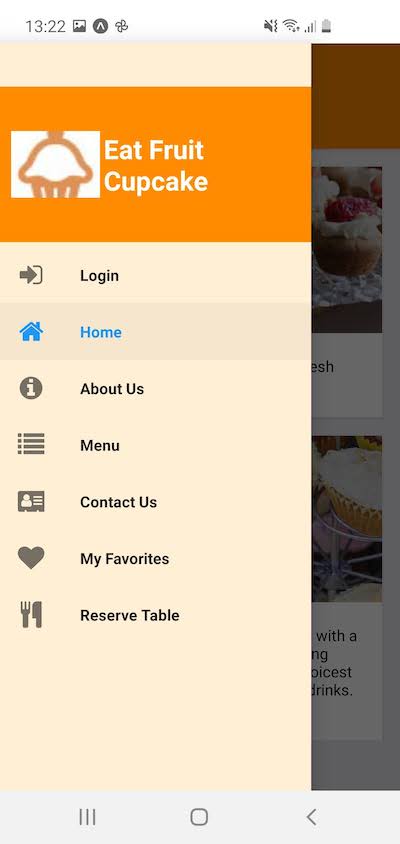 13:22
Eat Fruit
Cupcake
Login
Home
About Us
Menu
Contact Us
My Favorites
Reserve Table
esh
with a
ng
oicest
drinks.